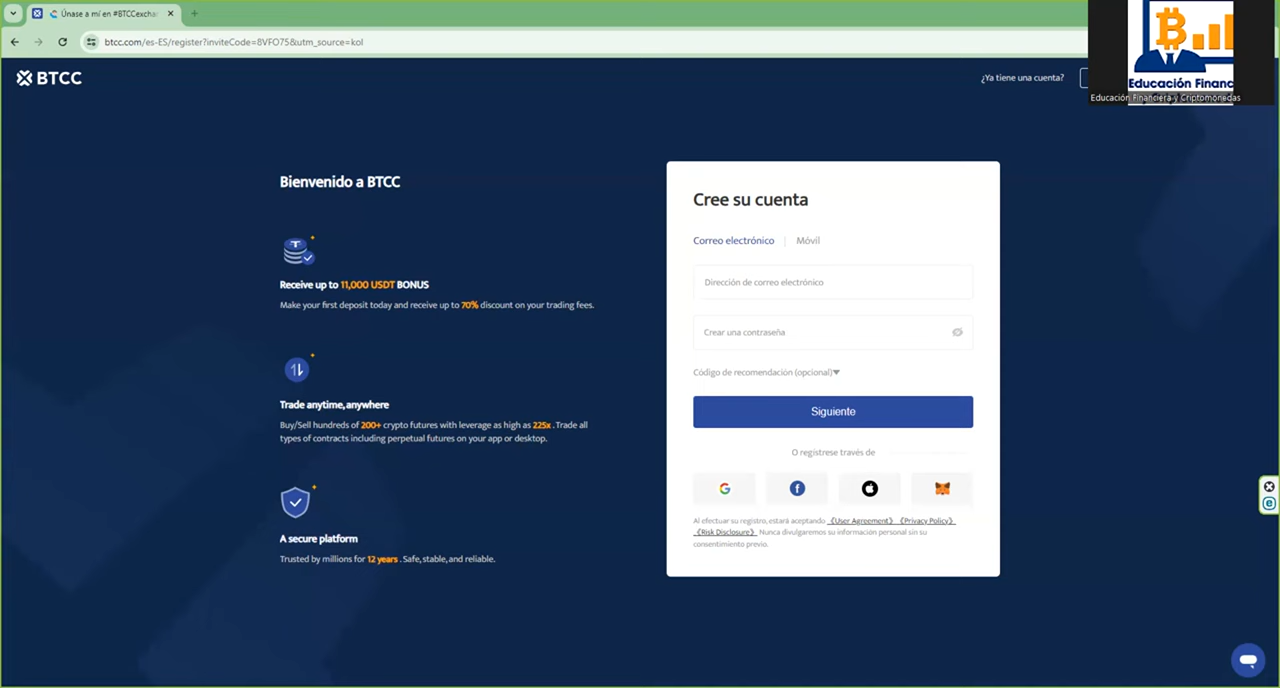 Únase a mí en #BTCCexcha
btcc.com/es-ES/register?inviteCode=8VFO75&utm_source=kol
BTCC
¿Ya tiene una cuenta?
Educación Financ
Educación Financiera y Criptomonedas
Bienvenido a BTCC
Receive up to 11,000 USDT BONUS
Make your first deposit today and receive up to 70% discount on your trading fees.
Trade anytime, anywhere
Buy/Sell hundreds of 200+ crypto futures with leverage as high as 225x . Trade all
types of contracts including perpetual futures on your app or desktop.
A secure platform
Trusted by millions for 12 years . Safe, stable, and reliable.
Cree su cuenta
Correo electrónico | Móvil
Dirección de correo electrónico
Crear una contraseña
Código de recomendación (opcional)
Siguiente
O regístrese través de
Al efectuar su registro, estará aceptando 《User Agreement》 《Privacy Policy》
《Risk Disclosure》 Nunca divulgaremos su información personal sin su
consentimiento previo.